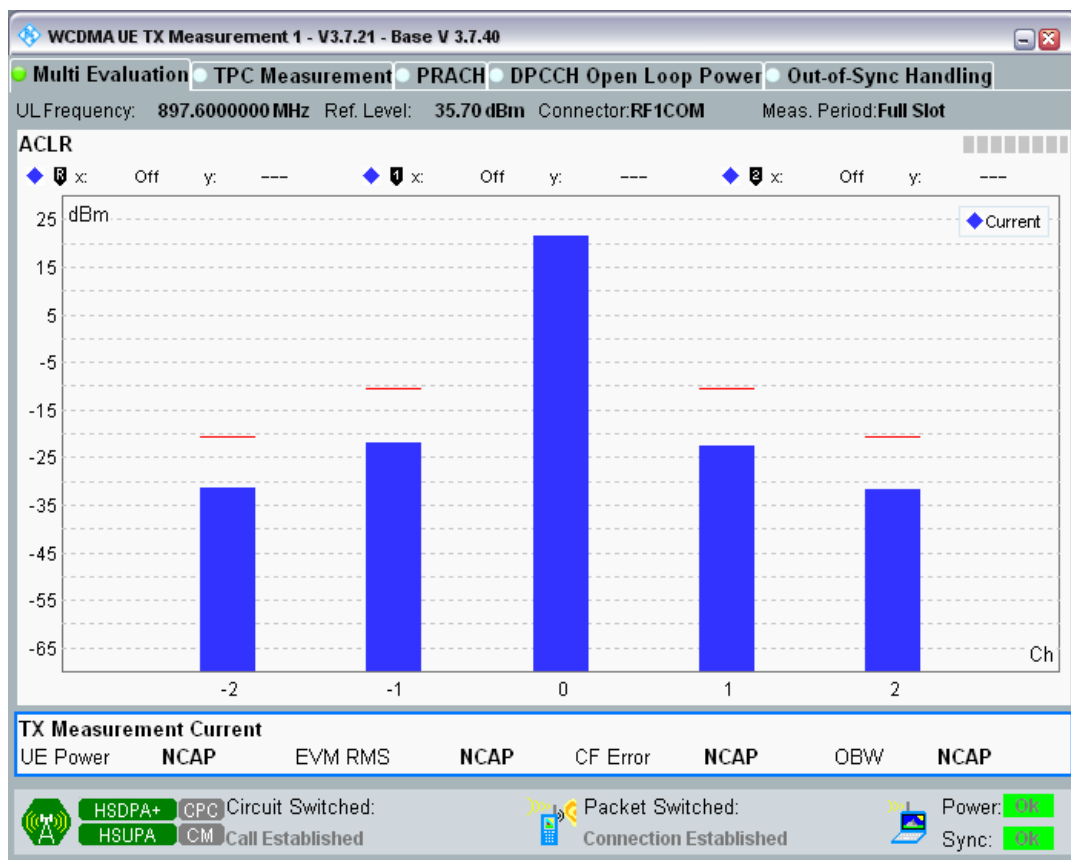 WCDMA UE TX Measurement 1 - V3.7.21 - Base V 3.7.40
Multi Evaluation TPC Measurement PRACH DPCCH Open Loop Power Out-of-Sync Handling
UL Frequency: 897.6000000 MHz Ref. Level: 35.70 dBm Connector:RF1COM Meas. Period:Full Slot
ACLR
R x: Off y: --- 1 x: Off y: --- 2 x: Off y: ---
dBm
Current
25
15
5
-5
-15
-25
-35
-45
-55
-65
Ch
-2 -1 0 1 2
TX Measurement Current
UE Power NCAP EVM RMS NCAP CF Error NCAP OBW NCAP
HSDPA+ CPC Circuit Switched: Packet Switched: Power: OK
HSUPA CM Call Established Connection Established Sync: OK